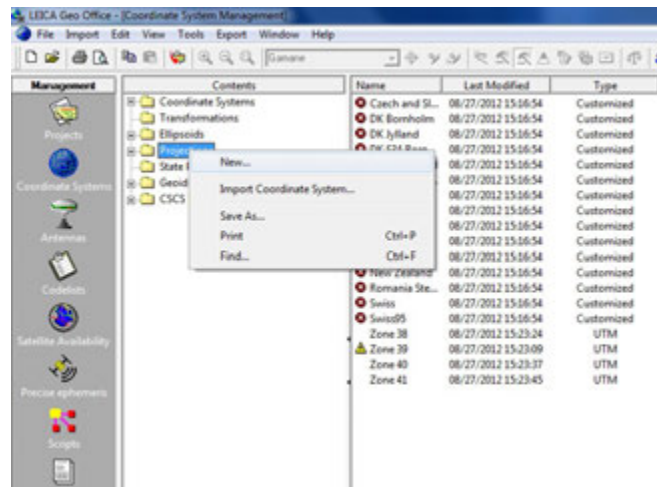 LEICA Geo Office - [Coordinate System Management]
File Import Edit View Tools Export Window Help
Ganane
Management
Projects
Coordinate Systems
Antennas
Codelists
Satellite Availability
Precise ephemeris
Scripts
Contents
Coordinate Systems
Transformations
Ellipsoids
Projections
State
Geoid
CSCS
New...
Import Coordinate System...
Save As...
Print Ctrl+P
Find... Ctrl+F
Name Last Modified Type
Czech and Sl... 08/27/2012 15:16:54 Customized
DK Bornholm 08/27/2012 15:16:54 Customized
DK Jylland 08/27/2012 15:16:54 Customized
DK S34 08/27/2012 15:16:54 Customized
08/27/2012 15:16:54 Customized
08/27/2012 15:16:54 Customized
08/27/2012 15:16:54 Customized
08/27/2012 15:16:54 Customized
08/27/2012 15:16:54 Customized
08/27/2012 15:16:54 Customized
08/27/2012 15:16:54 Customized
New Zealand 08/27/2012 15:16:54 Customized
Romania Ste... 08/27/2012 15:16:54 Customized
Swiss 08/27/2012 15:16:54 Customized
Swiss95 08/27/2012 15:16:54 Customized
Zone 38 08/27/2012 15:23:24 UTM
Zone 39 08/27/2012 15:23:09 UTM
Zone 40 08/27/2012 15:23:37 UTM
Zone 41 08/27/2012 15:23:45 UTM